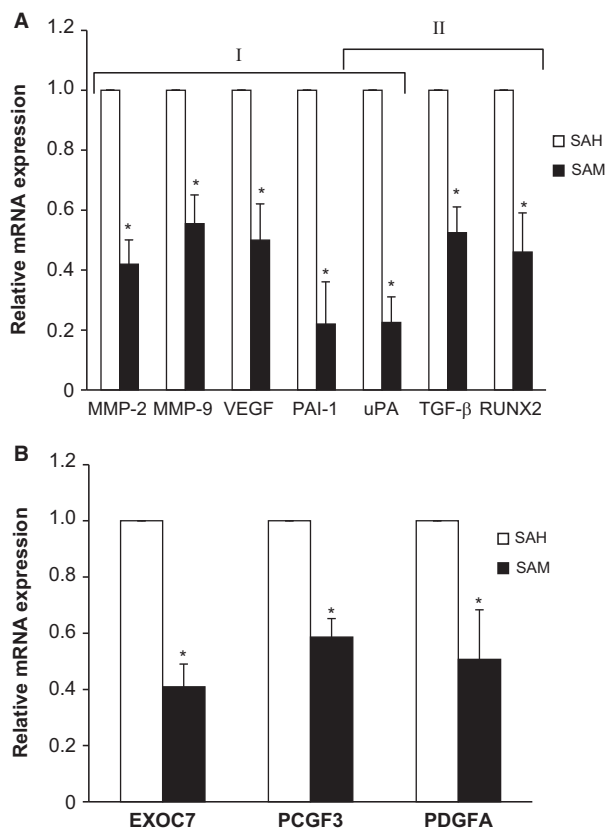 A
1.2
II
I
1.0
0.8
0.6
0.4
0.2
0
Relative mRNA expression
SAH
SAM
* * * * * * *
MMP-2 MMP-9 VEGF PAI-1 uPA TGF-β RUNX2
B
1.2
1.0
0.8
0.6
0.4
0.2
0
Relative mRNA expression
SAH
SAM
* * *
EXOC7 PCGF3 PDGFA